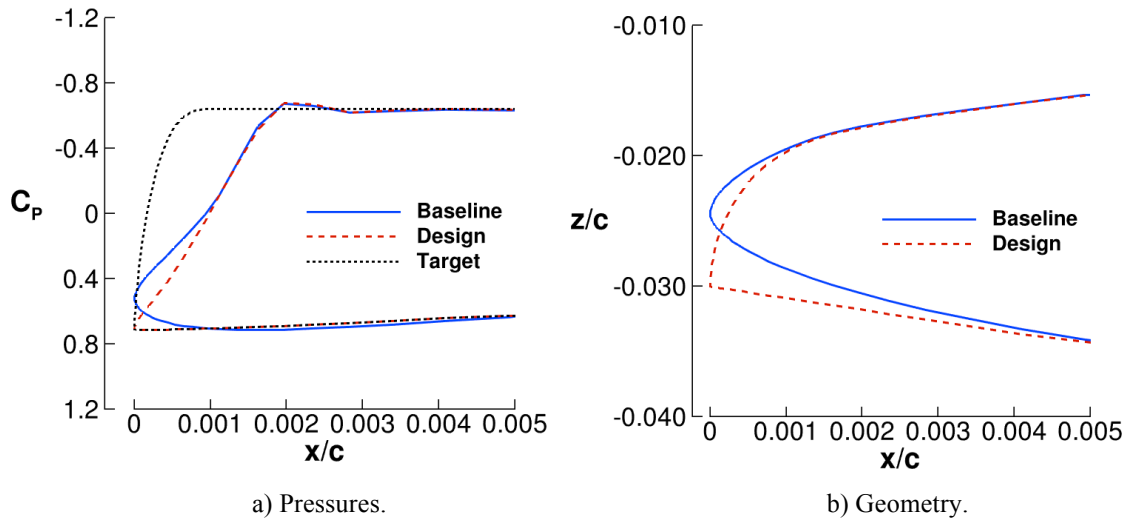 -1.2
-0.8
-0.4
0
0.4
0.8
1.2
C_P
Baseline
Design
Target
0 0.001 0.002 0.003 0.004 0.005
x/c
a) Pressures.
-0.010
-0.020
-0.030
-0.040
z/c
Baseline
Design
0 0.001 0.002 0.003 0.004 0.005
x/c
b) Geometry.